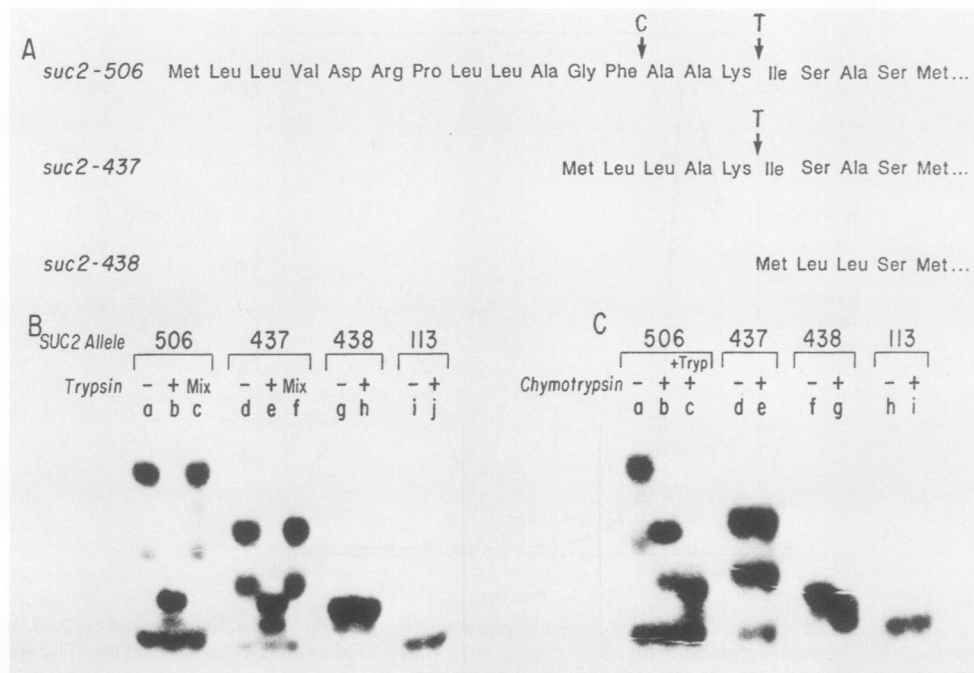 A
C T
suc2-506 Met Leu Leu Val Asp Arg Pro Leu Leu Ala Gly Phe Ala Ala Lys Ile Ser Ala Ser Met...
T
suc2-437 Met Leu Leu Ala Lys Ile Ser Ala Ser Met...
suc2-438 Met Leu Leu Ser Met...
B
SUC2 Allele 506 437 438 113
Trypsin - + Mix - + Mix - + - +
a b c d e f g h i j
C
506 437 438 113
+Tryp
Chymotrypsin - + + - + - + - +
a b c d e f g h i